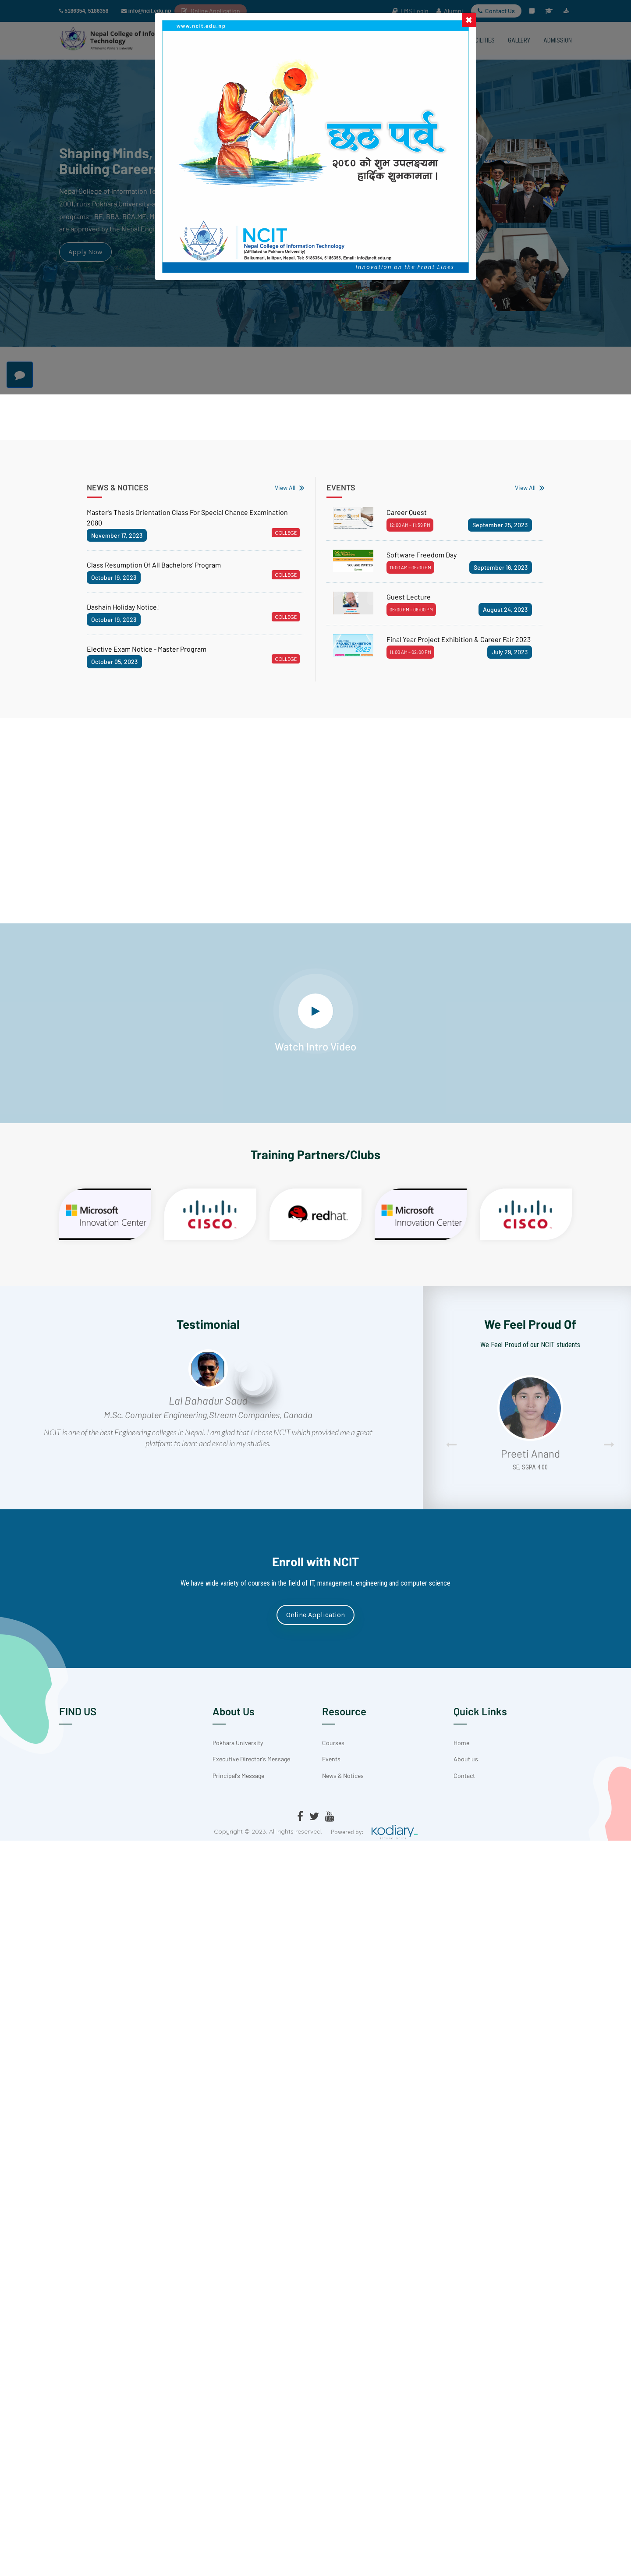 5186354, 5186358
info@ncit.edu.np
Online Application
LMS Login
Alumni
Contact Us
Nepal College of Info
Technology
GALLERY
ADMISSION
www.ncit.edu.np
छठ पर्व
२०८० को शुभ उपलक्ष्यमा
हार्दिक शुभकामना ।
NCIT
Nepal College of Information Technology
(Affiliated to Pokhara University)
Balkumari, lalitpur, Nepal, Tel: 5186354, 5186355, Email: info@ncit.edu.np
Innovation on the Front Lines
Shaping Minds,
Building Careers
Nepal College of Information Te
2001, runs Pokhara University-a
programs - BE, BBA, BCA,ME, M
are approved by the Nepal Engi
Apply Now
NEWS & NOTICES
View All
Master's Thesis Orientation Class For Special Chance Examination
2080
November 17, 2023
COLLEGE
Class Resumption Of All Bachelors' Program
October 19, 2023
COLLEGE
Dashain Holiday Notice!
October 19, 2023
COLLEGE
Elective Exam Notice - Master Program
October 05, 2023
COLLEGE
EVENTS
View All
Career Quest
12:00 AM - 11:59 PM
September 25, 2023
Software Freedom Day
11:00 AM - 08:00 PM
September 16, 2023
Guest Lecture
06:00 PM - 08:00 PM
August 24, 2023
Final Year Project Exhibition & Career Fair 2023
11:00 AM - 02:00 PM
July 29, 2023
Watch Intro Video
Training Partners/Clubs
Microsoft
Innovation Center
CISCO
redhat.
Microsoft
Innovation Center
CISCO
Testimonial
Lal Bahadur Saud
M.Sc. Computer Engineering,Stream Companies, Canada
NCIT is one of the best Engineering colleges in Nepal. I am glad that I chose NCIT which provided me a great
platform to learn and excel in my studies.
We Feel Proud Of
We Feel Proud of our NCIT students
Preeti Anand
SE, SGPA 4.00
Enroll with NCIT
We have wide variety of courses in the field of IT, management, engineering and computer science
Online Application
FIND US
About Us
Pokhara University
Executive Director's Message
Principal's Message
Resource
Courses
Events
News & Notices
Quick Links
Home
About us
Contact
Copyright © 2023. All rights reserved.
Powered by:
kodiary